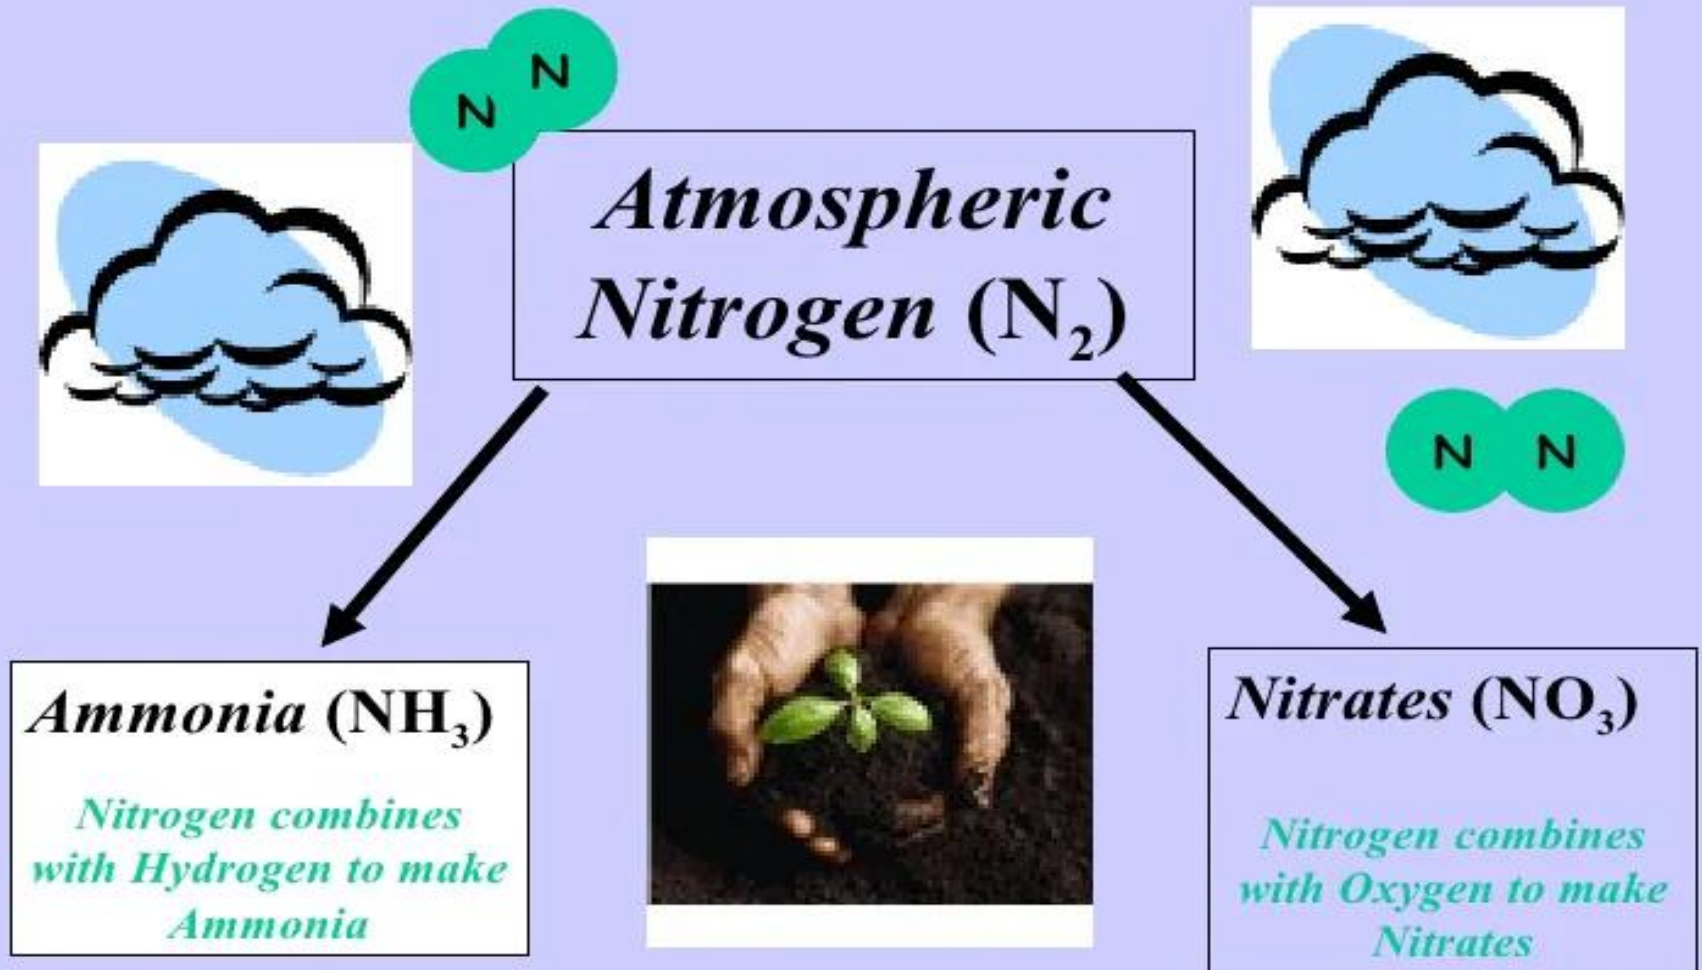 N N
Atmospheric
Nitrogen (N₂)
N N
Ammonia (NH₃)
Nitrogen combines
with Hydrogen to make
Ammonia
Nitrates (NO₃)
Nitrogen combines
with Oxygen to make
Nitrates